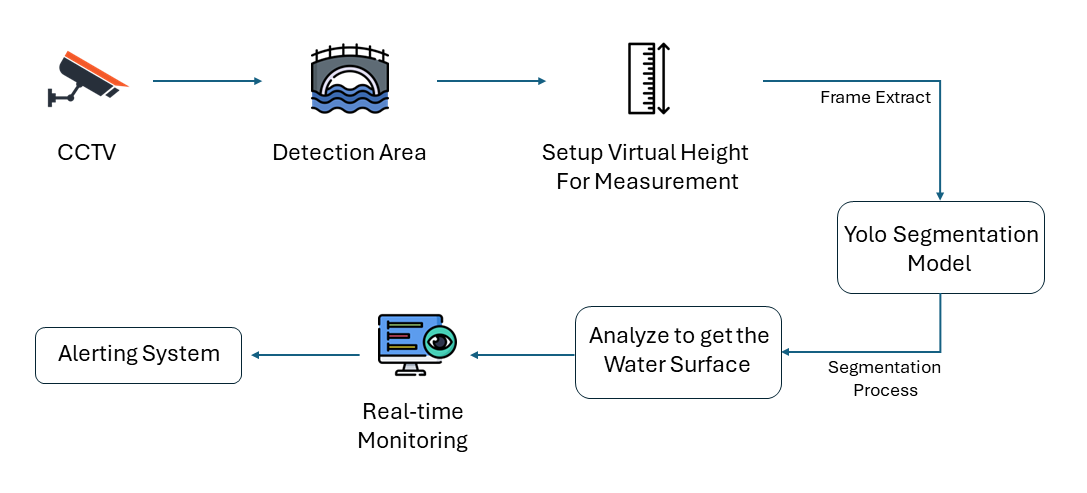 CCTV
Detection Area
Setup Virtual Height
For Measurement
Frame Extract
Yolo Segmentation
Model
Segmentation
Process
Analyze to get the
Water Surface
Real-time
Monitoring
Alerting System